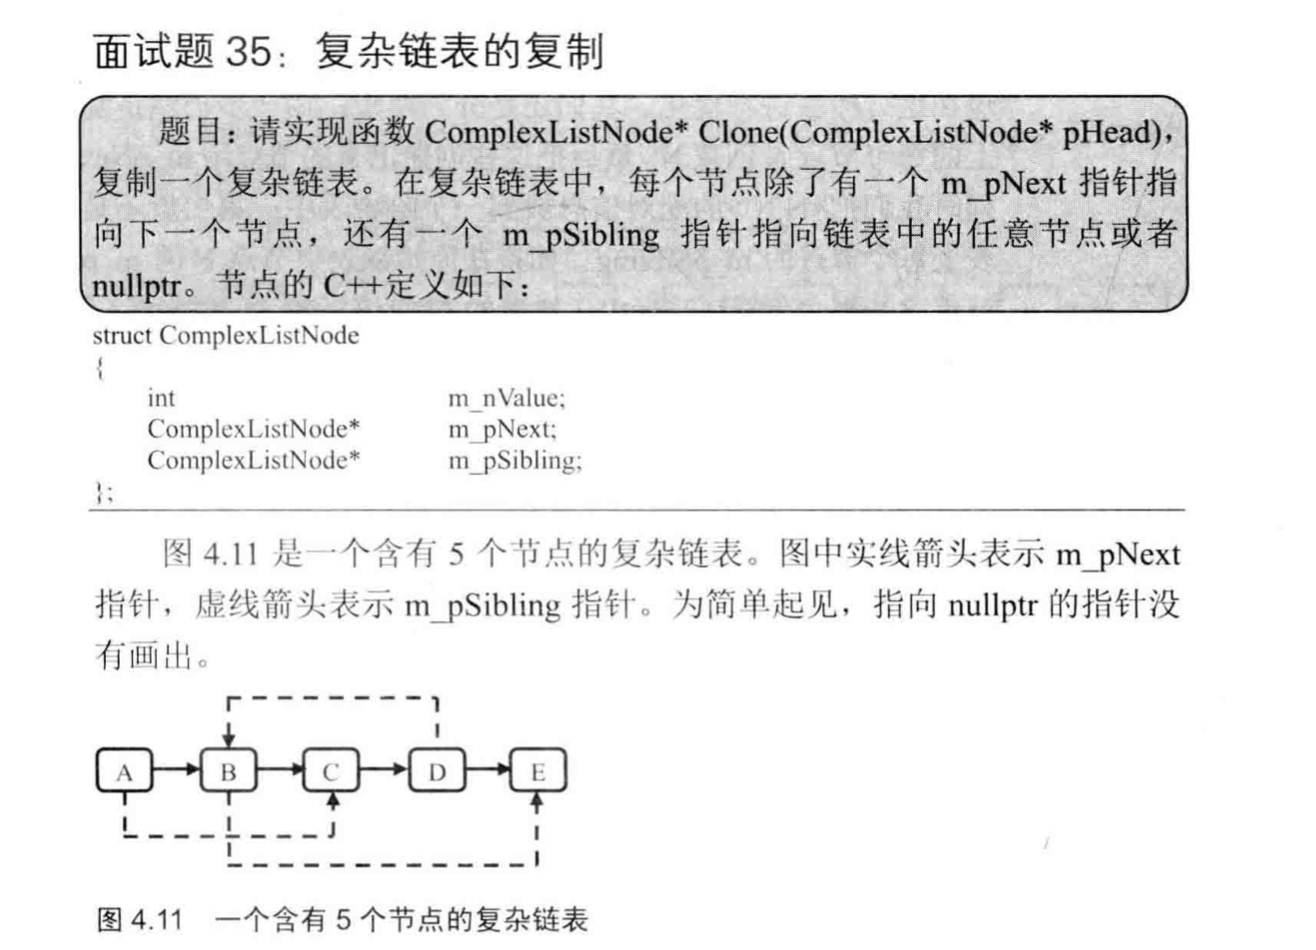 面试题 35：复杂链表的复制
题目：请实现函数 ComplexListNode* Clone(ComplexListNode* pHead)，
复制一个复杂链表。在复杂链表中，每个节点除了有一个 m_pNext 指针指
向下一个节点，还有一个 m_pSibling 指针指向链表中的任意节点或者
nullptr。节点的 C++定义如下：
struct ComplexListNode
{
int m_nValue;
ComplexListNode* m_pNext;
ComplexListNode* m_pSibling;
};
图 4.11 是一个含有 5 个节点的复杂链表。图中实线箭头表示 m_pNext
指针，虚线箭头表示 m_pSibling 指针。为简单起见，指向 nullptr 的指针没
有画出。
A B C D E
图 4.11 一个含有 5 个节点的复杂链表